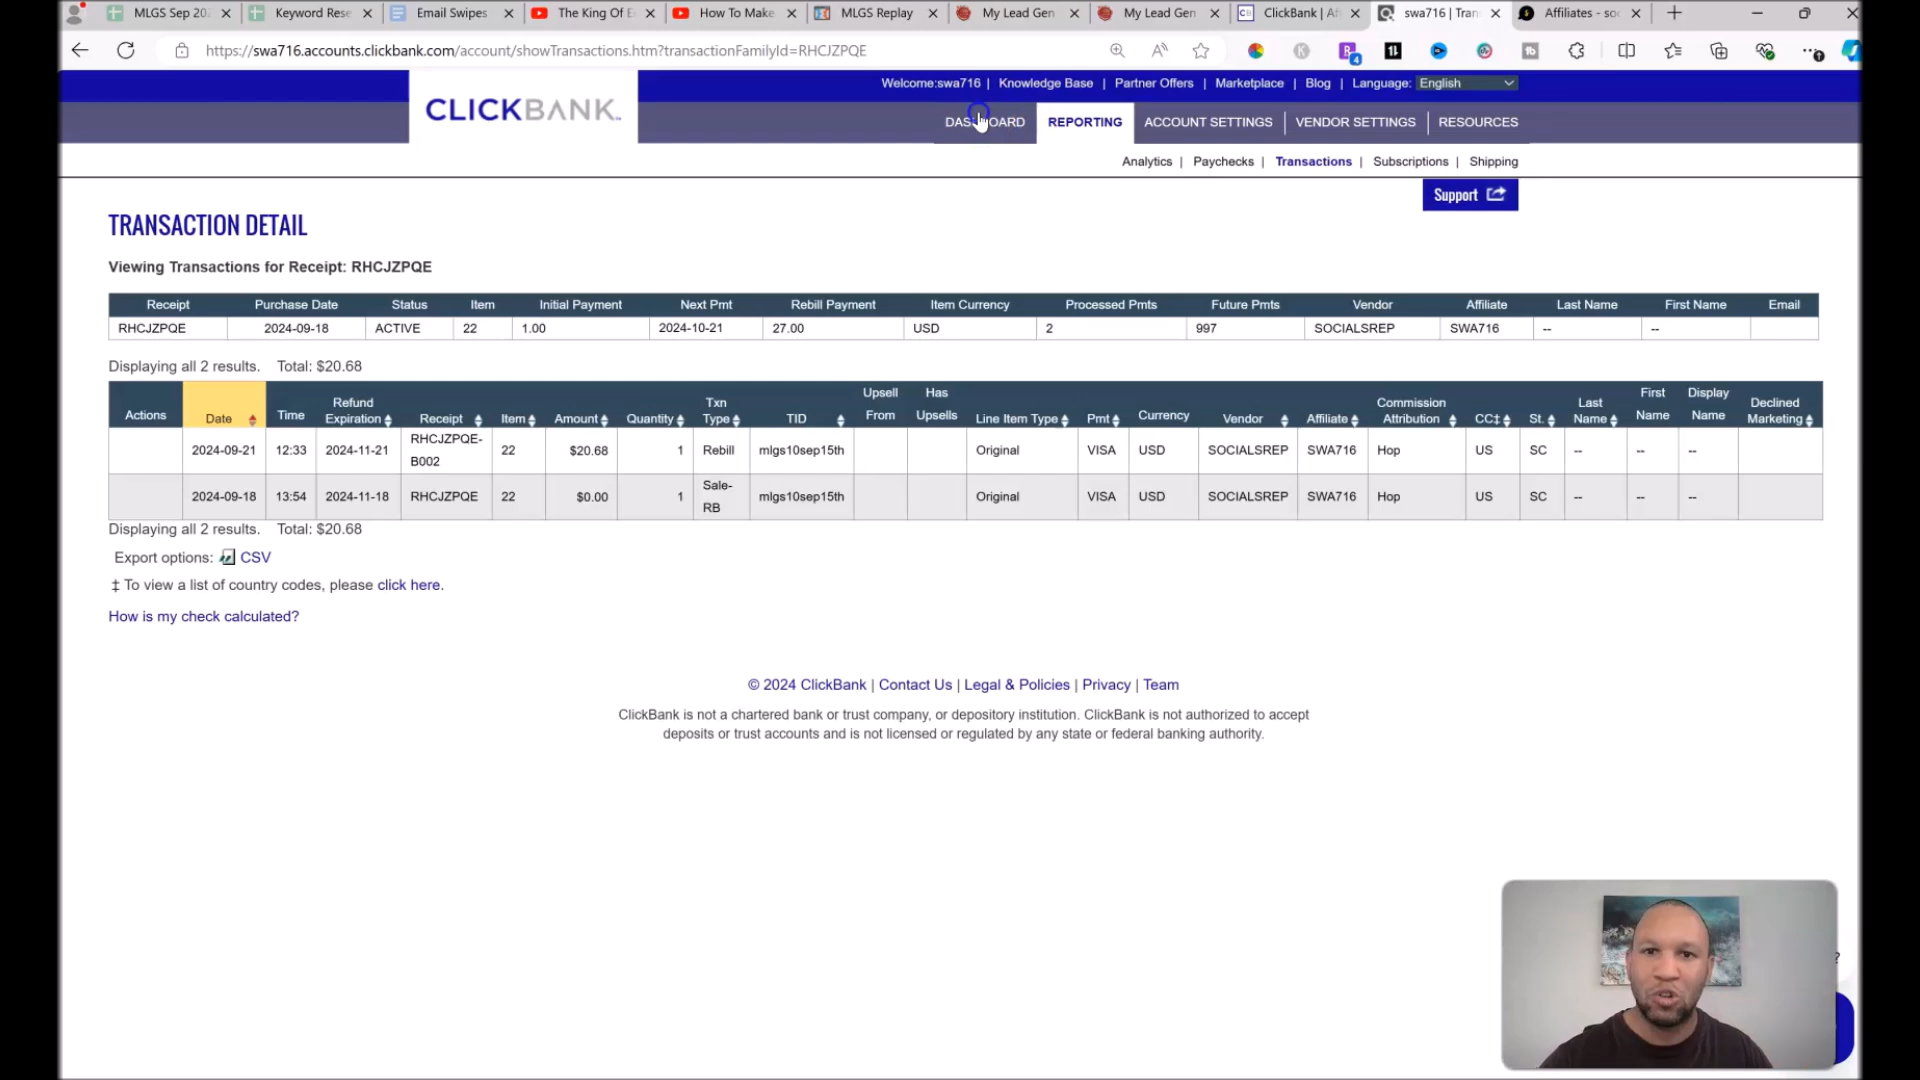 MLGS Sep 20
Keyword Rese
Email Swipes
The King Of E
How To Make
MLGS Replay
My Lead Gen
My Lead Gen
ClickBank | Af
swa716 | Tran
Affiliates - soc
https://swa716.accounts.clickbank.com/account/showTransactions.htm?transactionFamilyId=RHCJZPQE
Welcome:swa716 | Knowledge Base | Partner Offers | Marketplace | Blog | Language: English
CLICKBANK
DASHBOARD REPORTING ACCOUNT SETTINGS VENDOR SETTINGS RESOURCES
Analytics | Paychecks | Transactions | Subscriptions | Shipping
Support
TRANSACTION DETAIL
Viewing Transactions for Receipt: RHCJZPQE
Receipt Purchase Date Status Item Initial Payment Next Pmt Rebill Payment Item Currency Processed Pmts Future Pmts Vendor Affiliate Last Name First Name Email
RHCJZPQE 2024-09-18 ACTIVE 22 1.00 2024-10-21 27.00 USD 2 997 SOCIALSREP SWA716 -- --
Displaying all 2 results. Total: $20.68
Actions Date Time Refund Expiration Receipt Item Amount Quantity Txn Type TID Upsell From Has Upsells Line Item Type Pmt Currency Vendor Affiliate Commission Attribution CC‡ St. Last Name First Name Display Name Declined Marketing
2024-09-21 12:33 2024-11-21 RHCJZPQE-B002 22 $20.68 1 Rebill mlgs10sep15th Original VISA USD SOCIALSREP SWA716 Hop US SC -- -- --
2024-09-18 13:54 2024-11-18 RHCJZPQE 22 $0.00 1 Sale-RB mlgs10sep15th Original VISA USD SOCIALSREP SWA716 Hop US SC -- -- --
Displaying all 2 results. Total: $20.68
Export options: CSV
‡ To view a list of country codes, please click here.
How is my check calculated?
© 2024 ClickBank | Contact Us | Legal & Policies | Privacy | Team
ClickBank is not a chartered bank or trust company, or depository institution. ClickBank is not authorized to accept
deposits or trust accounts and is not licensed or regulated by any state or federal banking authority.